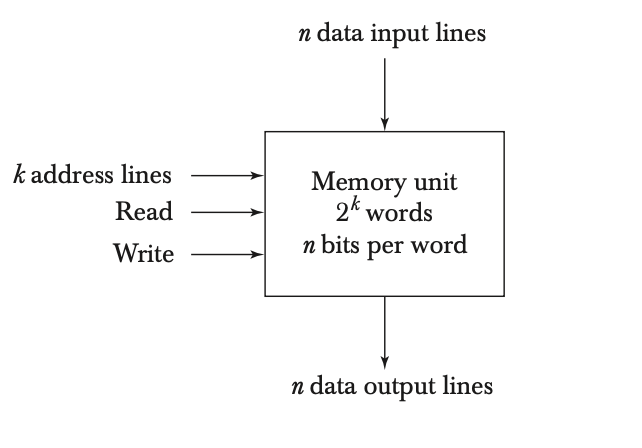 n data input lines
k address lines
Read
Write
Memory unit
2^k words
n bits per word
n data output lines